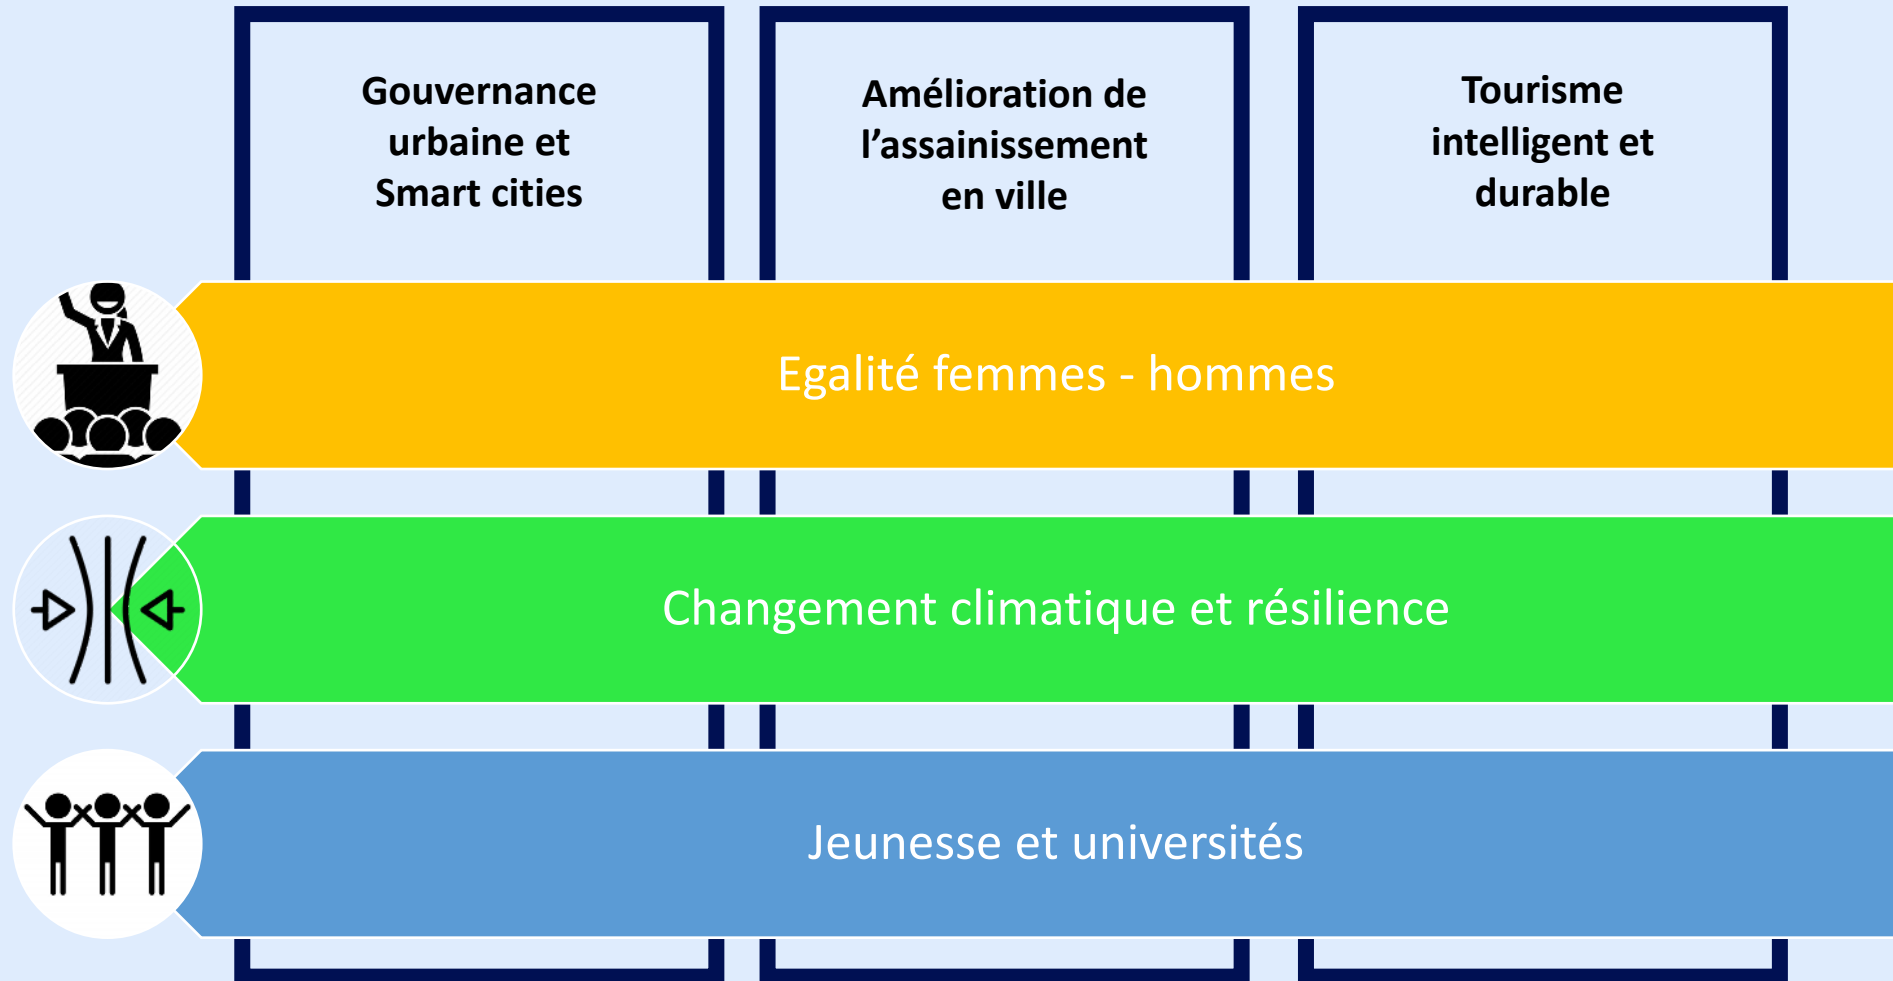 Gouvernance
urbaine et
Smart cities
Amélioration de
l’assainissement
en ville
Tourisme
intelligent et
durable
Egalité femmes - hommes
Changement climatique et résilience
Jeunesse et universités